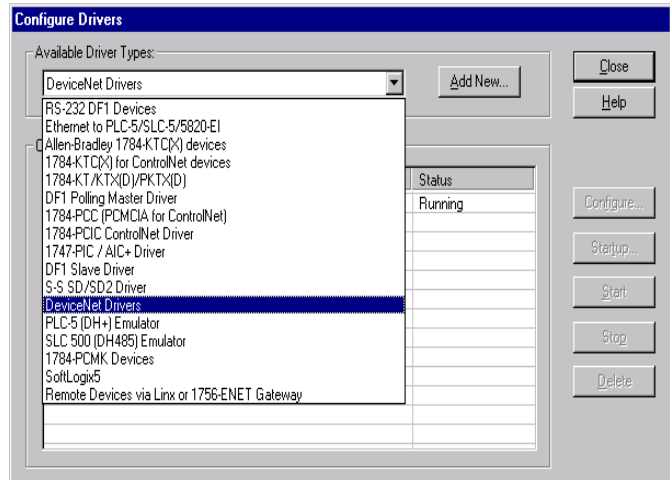 Configure Drivers
Available Driver Types:
DeviceNet Drivers
Add New...
Close
Help
RS-232 DF1 Devices
Ethernet to PLC-5/SLC-5/5820-EI
Allen-Bradley 1784-KTC(X) devices
1784-KTC(X) for ControlNet devices
1784-KT/KTX(D)/PKTX(D)
DF1 Polling Master Driver
1784-PCC (PCMCIA for ControlNet)
1784-PCIC ControlNet Driver
1747-PIC / AIC+ Driver
DF1 Slave Driver
S-S SD/SD2 Driver
DeviceNet Drivers
PLC-5 (DH+) Emulator
SLC 500 (DH485) Emulator
1784-PCMK Devices
SoftLogix5
Remote Devices via Linx or 1756-ENET Gateway
Status
Running
Configure...
Startup...
Start
Stop
Delete